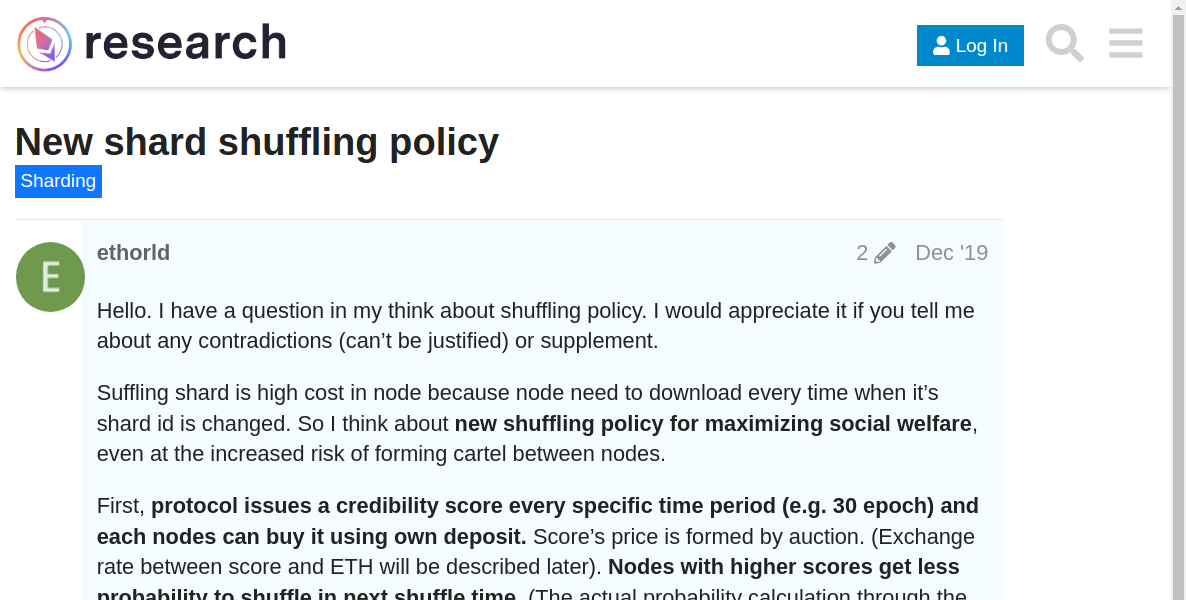 research
Log In
New shard shuffling policy
Sharding
E
ethorld
2
Dec '19
Hello. I have a question in my think about shuffling policy. I would appreciate it if you tell me
about any contradictions (can’t be justified) or supplement.
Suffling shard is high cost in node because node need to download every time when it’s
shard id is changed. So I think about new shuffling policy for maximizing social welfare,
even at the increased risk of forming cartel between nodes.
First, protocol issues a credibility score every specific time period (e.g. 30 epoch) and
each nodes can buy it using own deposit. Score’s price is formed by auction. (Exchange
rate between score and ETH will be described later). Nodes with higher scores get less
probability to shuffle in next shuffle time. (The actual probability calculation through the